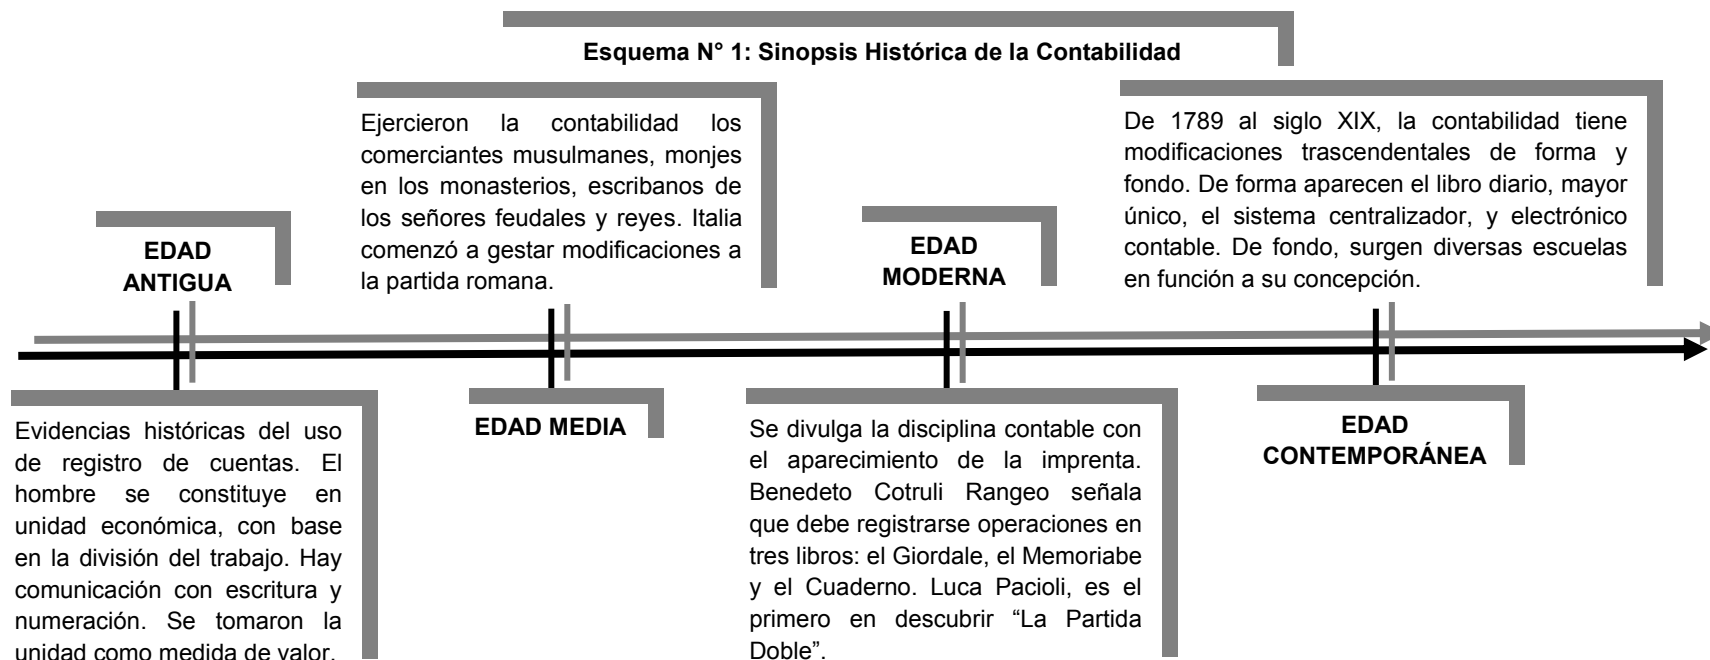 Esquema N° 1: Sinopsis Histórica de la Contabilidad
EDAD
ANTIGUA
Evidencias históricas del uso
de registro de cuentas. El
hombre se constituye en
unidad económica, con base
en la división del trabajo. Hay
comunicación con escritura y
numeración. Se tomaron la
unidad como medida de valor.
Ejercieron la contabilidad los
comerciantes musulmanes, monjes
en los monasterios, escribanos de
los señores feudales y reyes. Italia
comenzó a gestar modificaciones a
la partida romana.
EDAD MEDIA
EDAD
MODERNA
Se divulga la disciplina contable con
el aparecimiento de la imprenta.
Benedeto Cotruli Rangeo señala
que debe registrarse operaciones en
tres libros: el Giordale, el Memoriabe
y el Cuaderno. Luca Pacioli, es el
primero en descubrir “La Partida
Doble”.
De 1789 al siglo XIX, la contabilidad tiene
modificaciones trascendentales de forma y
fondo. De forma aparecen el libro diario, mayor
único, el sistema centralizador, y electrónico
contable. De fondo, surgen diversas escuelas
en función a su concepción.
EDAD
CONTEMPORÁNEA